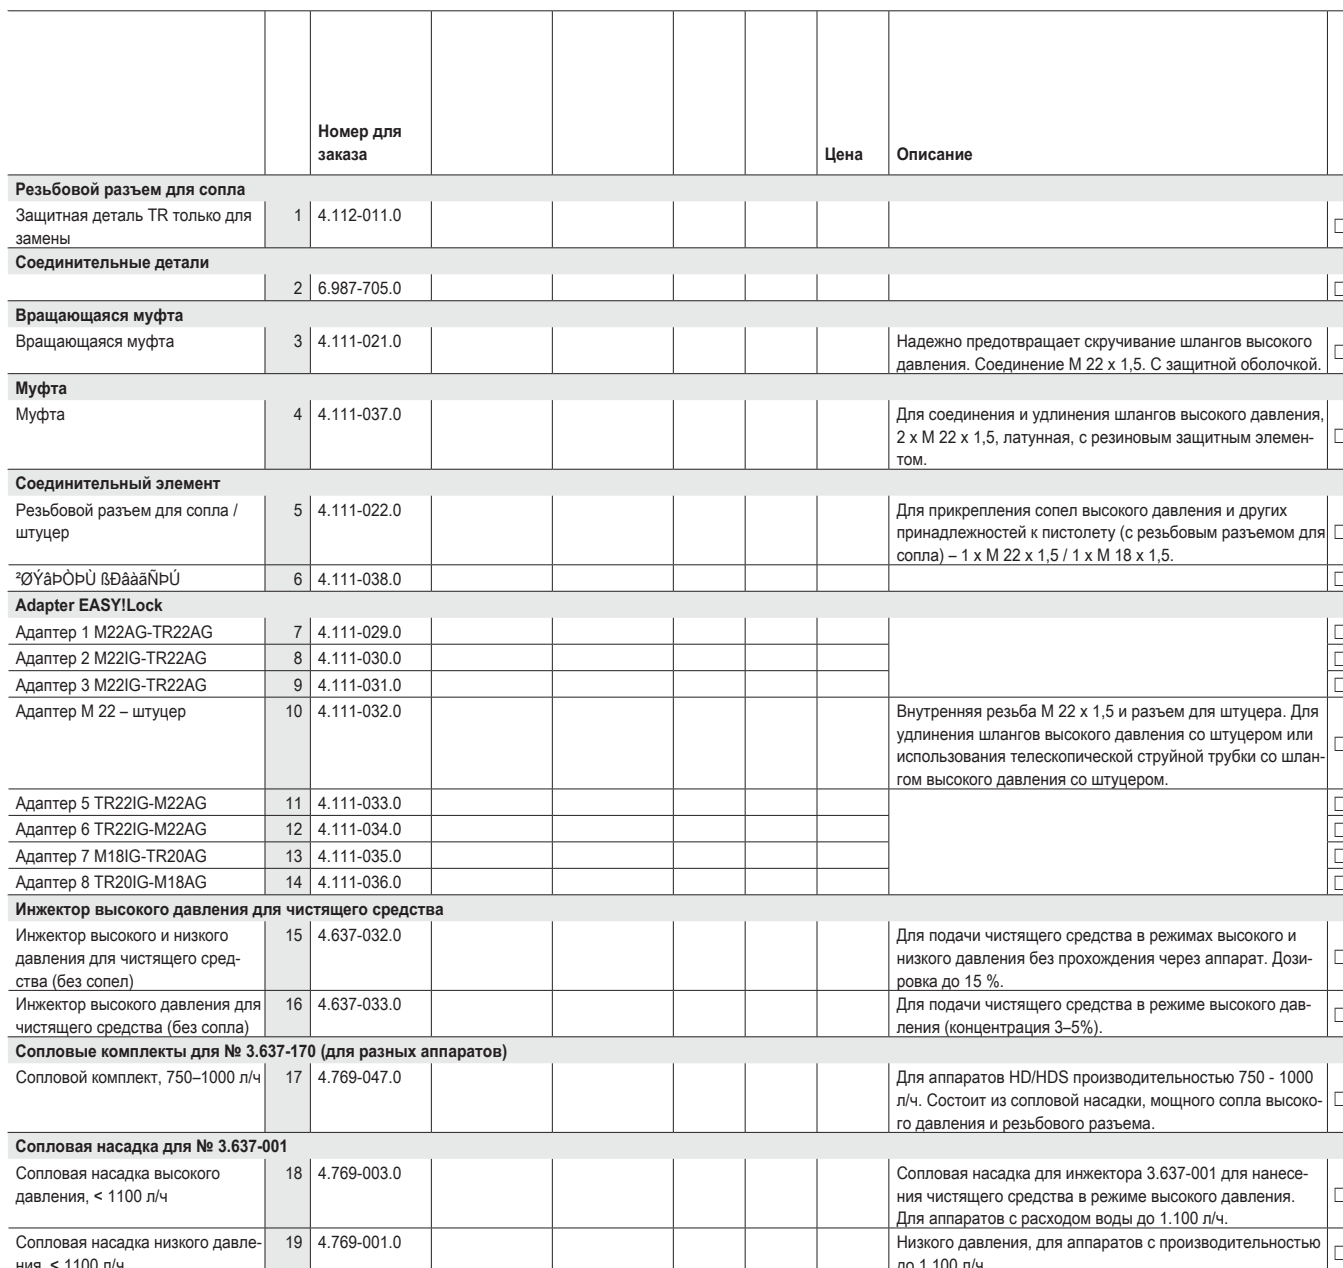 Номер для
заказа
Цена
Описание
Резьбовой разъем для сопла
Защитная деталь TR только для
замены
1
4.112-011.0
Соединительные детали
2
6.987-705.0
Вращающаяся муфта
Вращающаяся муфта
3
4.111-021.0
Надежно предотвращает скручивание шлангов высокого
давления. Соединение M 22 x 1,5. С защитной оболочкой.
Муфта
Муфта
4
4.111-037.0
Для соединения и удлинения шлангов высокого давления,
2 x M 22 x 1,5, латунная, с резиновым защитным элемен-
том.
Соединительный элемент
Резьбовой разъем для сопла /
штуцер
5
4.111-022.0
Для прикрепления сопел высокого давления и других
принадлежностей к пистолету (с резьбовым разъемом для
сопла) – 1 x M 22 x 1,5 / 1 x M 18 x 1,5.
²ØÝâÞÒÞÙ ßÐâàãÑÞÚ
6
4.111-038.0
Adapter EASY!Lock
Адаптер 1 M22AG-TR22AG
7
4.111-029.0
Адаптер 2 M22IG-TR22AG
8
4.111-030.0
Адаптер 3 M22IG-TR22AG
9
4.111-031.0
Адаптер M 22 – штуцер
10
4.111-032.0
Внутренняя резьба M 22 x 1,5 и разъем для штуцера. Для
удлинения шлангов высокого давления со штуцером или
использования телескопической струйной трубки со шлан-
гом высокого давления со штуцером.
Адаптер 5 TR22IG-M22AG
11
4.111-033.0
Адаптер 6 TR22IG-M22AG
12
4.111-034.0
Адаптер 7 M18IG-TR20AG
13
4.111-035.0
Адаптер 8 TR20IG-M18AG
14
4.111-036.0
Инжектор высокого давления для чистящего средства
Инжектор высокого и низкого
давления для чистящего сред-
ства (без сопел)
15
4.637-032.0
Для подачи чистящего средства в режимах высокого и
низкого давления без прохождения через аппарат. Дози-
ровка до 15 %.
Инжектор высокого давления для
чистящего средства (без сопла)
16
4.637-033.0
Для подачи чистящего средства в режиме высокого дав-
ления (концентрация 3–5%).
Сопловые комплекты для № 3.637-170 (для разных аппаратов)
Сопловой комплект, 750–1000 л/ч
17
4.769-047.0
Для аппаратов HD/HDS производительностью 750 - 1000
л/ч. Состоит из сопловой насадки, мощного сопла высоко-
го давления и резьбового разъема.
Сопловая насадка для № 3.637-001
Сопловая насадка высокого
давления, < 1100 л/ч
18
4.769-003.0
Сопловая насадка для инжектора 3.637-001 для нанесе-
ния чистящего средства в режиме высокого давления.
Для аппаратов с расходом воды до 1.100 л/ч.
Сопловая насадка низкого давле-
ния, < 1100 л/ч
19
4.769-001.0
Низкого давления, для аппаратов с производительностью
до 1.100 л/ч.